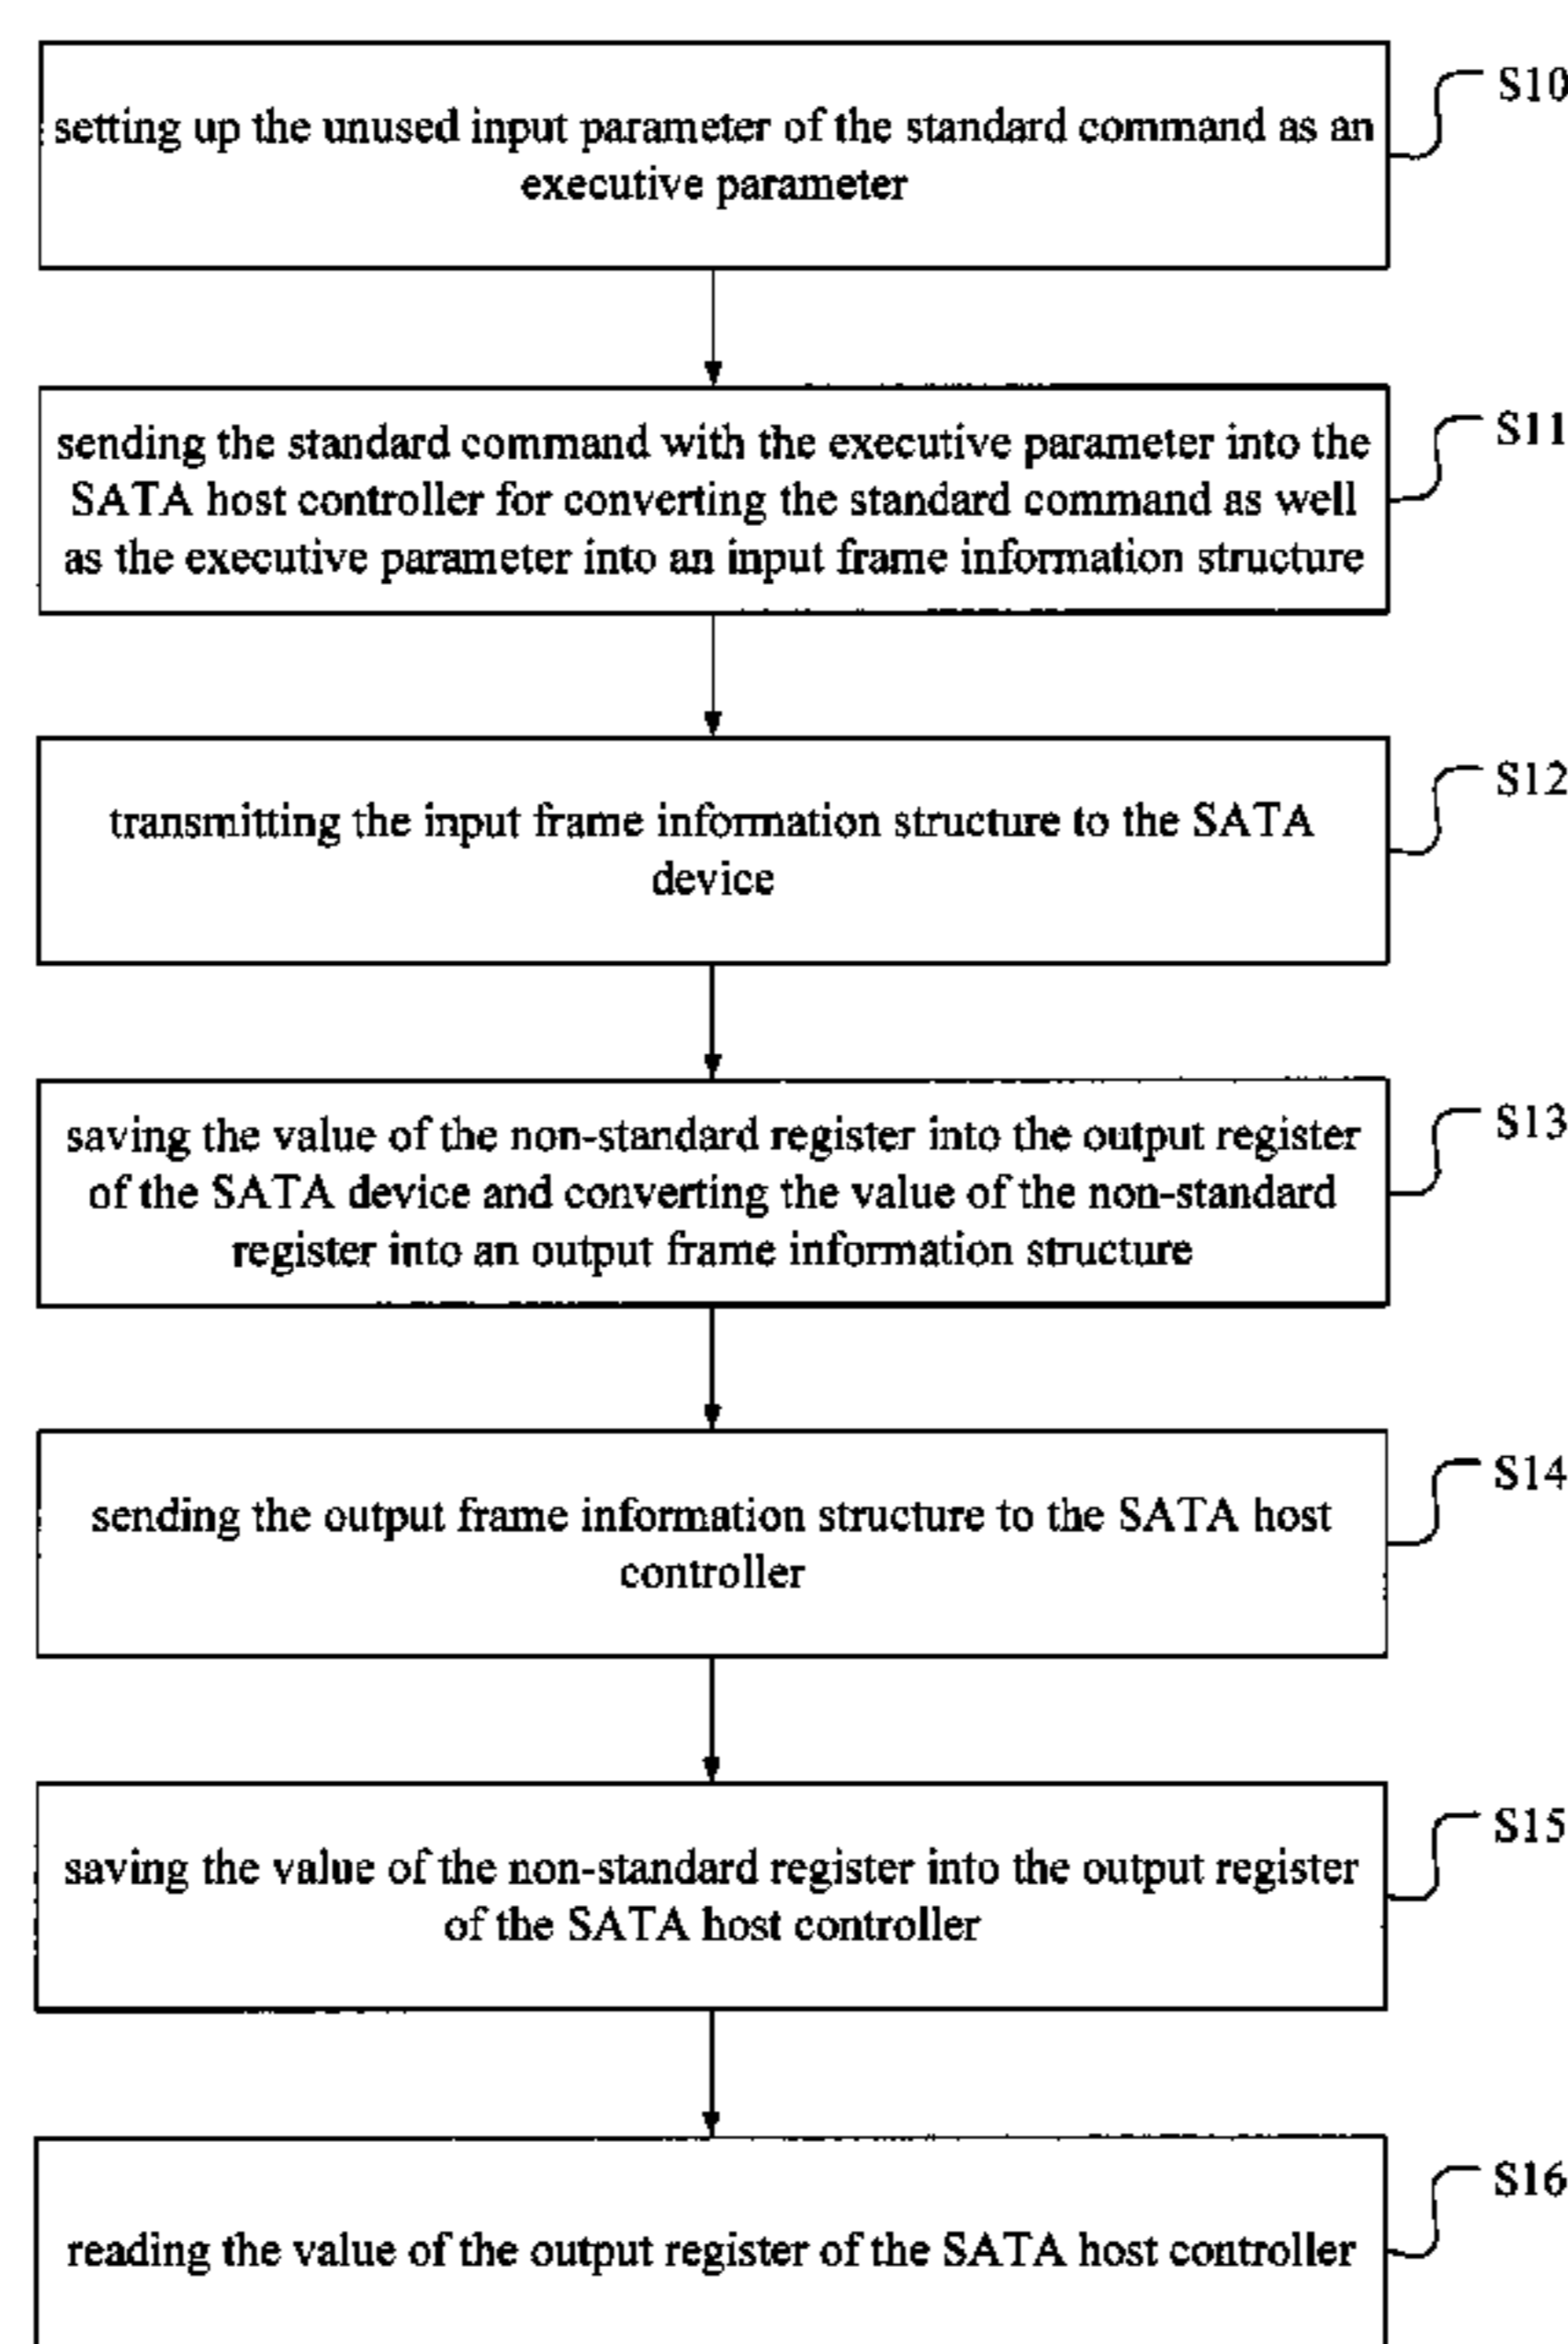 S10
setting up the unused input parameter of the standard command as an
executive parameter
S11
sending the standard command with the executive parameter into the
SATA host controller for converting the standard command as well
as the executive parameter into an input frame information structure
S12
transmitting the input frame information structure to the SATA
device
S13
saving the value of the non-standard register into the output register
of the SATA device and converting the value of the non-standard
register into an output frame information structure
S14
sending the output frame information structure to the SATA host
controller
S15
saving the value of the non-standard register into the output register
of the SATA host controller
S16
reading the value of the output register of the SATA host controller